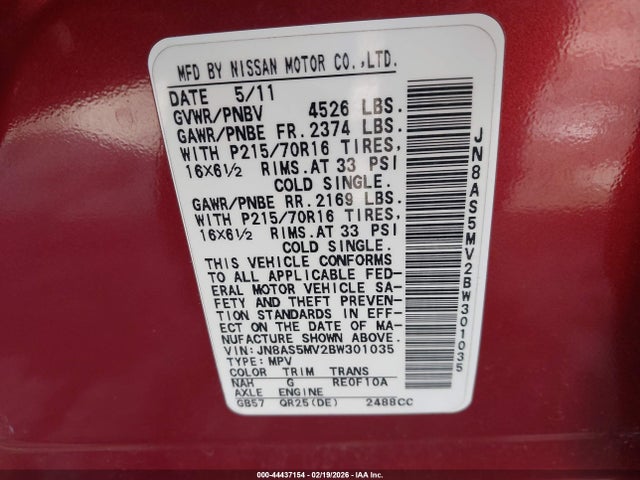 MFD BY NISSAN MOTOR CO.,LTD.
DATE 5/11
GVWR/PNBV 4526 LBS.
GAWR/PNBE FR. 2374 LBS.
WITH P215/70R16 TIRES,
16X6½ RIMS.AT 33 PSI
COLD SINGLE.
GAWR/PNBE RR. 2169 LBS.
WITH P215/70R16 TIRES,
16X6½ RIMS.AT 33 PSI
COLD SINGLE.
THIS VEHICLE CONFORMS
TO ALL APPLICABLE FED-
ERAL MOTOR VEHICLE SA-
FETY AND THEFT PREVEN-
TION STANDARDS IN EFF-
ECT ON THE DATE OF MA-
NUFACTURE SHOWN ABOVE.
VIN: JN8AS5MV2BW301035
TYPE: MPV
COLOR TRIM TRANS
NAH G RE0F10A
AXLE ENGINE
GB57 QR25(DE) 2488CC
JN8AS5MV2BW301035
000-44437154 - 02/19/2026 - IAA Inc.